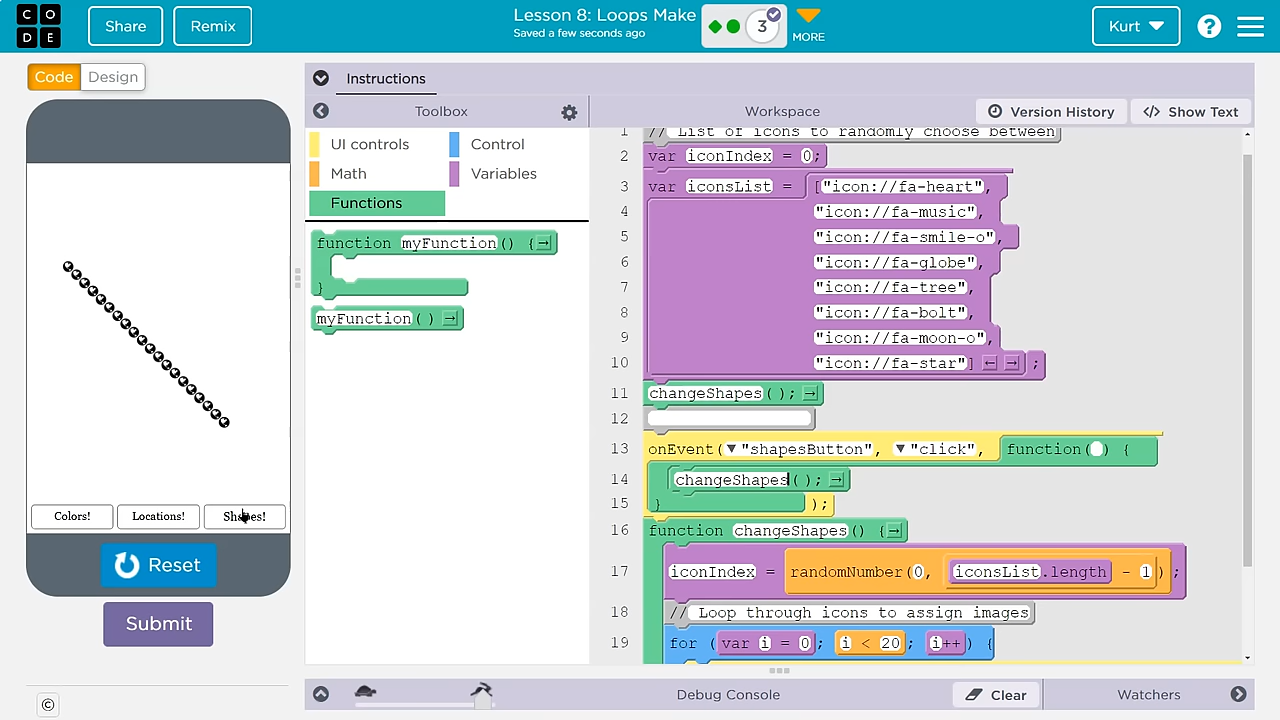 CODE
Share
Remix
Lesson 8: Loops Make
Saved a few seconds ago
3
MORE
Kurt
?
Code
Design
Instructions
Toolbox
Workspace
Version History
</> Show Text
UI controls
Control
Math
Variables
Functions
function myFunction() {
}
myFunction()
1 // List of icons to randomly choose between
2 var iconIndex = 0;
3 var iconsList = ["icon://fa-heart",
4 "icon://fa-music",
5 "icon://fa-smile-o",
6 "icon://fa-globe",
7 "icon://fa-tree",
8 "icon://fa-bolt",
9 "icon://fa-moon-o",
10 "icon://fa-star"] ;
11 changeShapes();
12
13 onEvent( "shapesButton", "click", function() {
14 changeShapes();
15 } );
16 function changeShapes() {
17 iconIndex = randomNumber(0, iconsList.length - 1);
18 // Loop through icons to assign images
19 for (var i = 0; i < 20; i++) {
Colors!
Locations!
Shapes!
Reset
Submit
©
Debug Console
Clear
Watchers